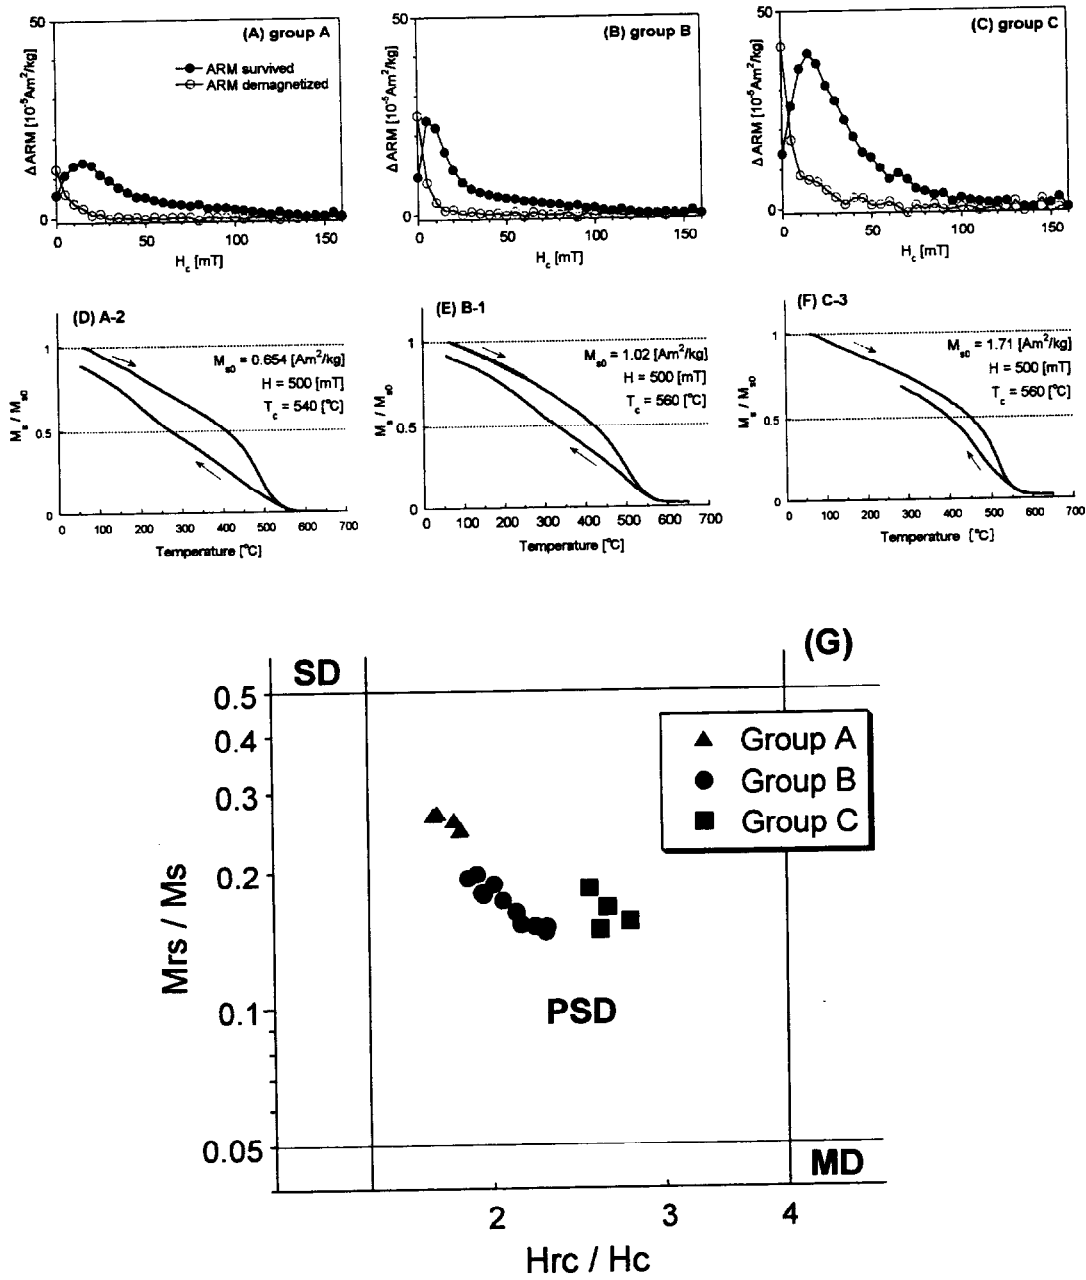 (A) group A
ARM survived
ARM demagnetized
Δ ARM [10⁻⁵Am²/kg]
50
0
0
50
100
150
H_c [mT]
(B) group B
Δ ARM [10⁻⁵Am²/kg]
50
0
0
50
100
150
H_c [mT]
(C) group C
Δ ARM [10⁻⁵Am²/kg]
50
0
0
50
100
150
H_c [mT]
(D) A-2
M_s0 = 0.654 [Am²/kg]
H = 500 [mT]
T_c = 540 [°C]
M_s / M_s0
1
0.5
0
0 100 200 300 400 500 600 700
Temperature [°C]
(E) B-1
M_s0 = 1.02 [Am²/kg]
H = 500 [mT]
T_c = 560 [°C]
M_s / M_s0
1
0.5
0
0 100 200 300 400 500 600 700
Temperature [°C]
(F) C-3
M_s0 = 1.71 [Am²/kg]
H = 500 [mT]
T_c = 560 [°C]
M_s / M_s0
1
0.5
0
0 100 200 300 400 500 600 700
Temperature [°C]
(G)
SD
Group A
Group B
Group C
PSD
MD
Mrs / Ms
0.5
0.4
0.3
0.2
0.1
0.05
2 3 4
Hrc / Hc